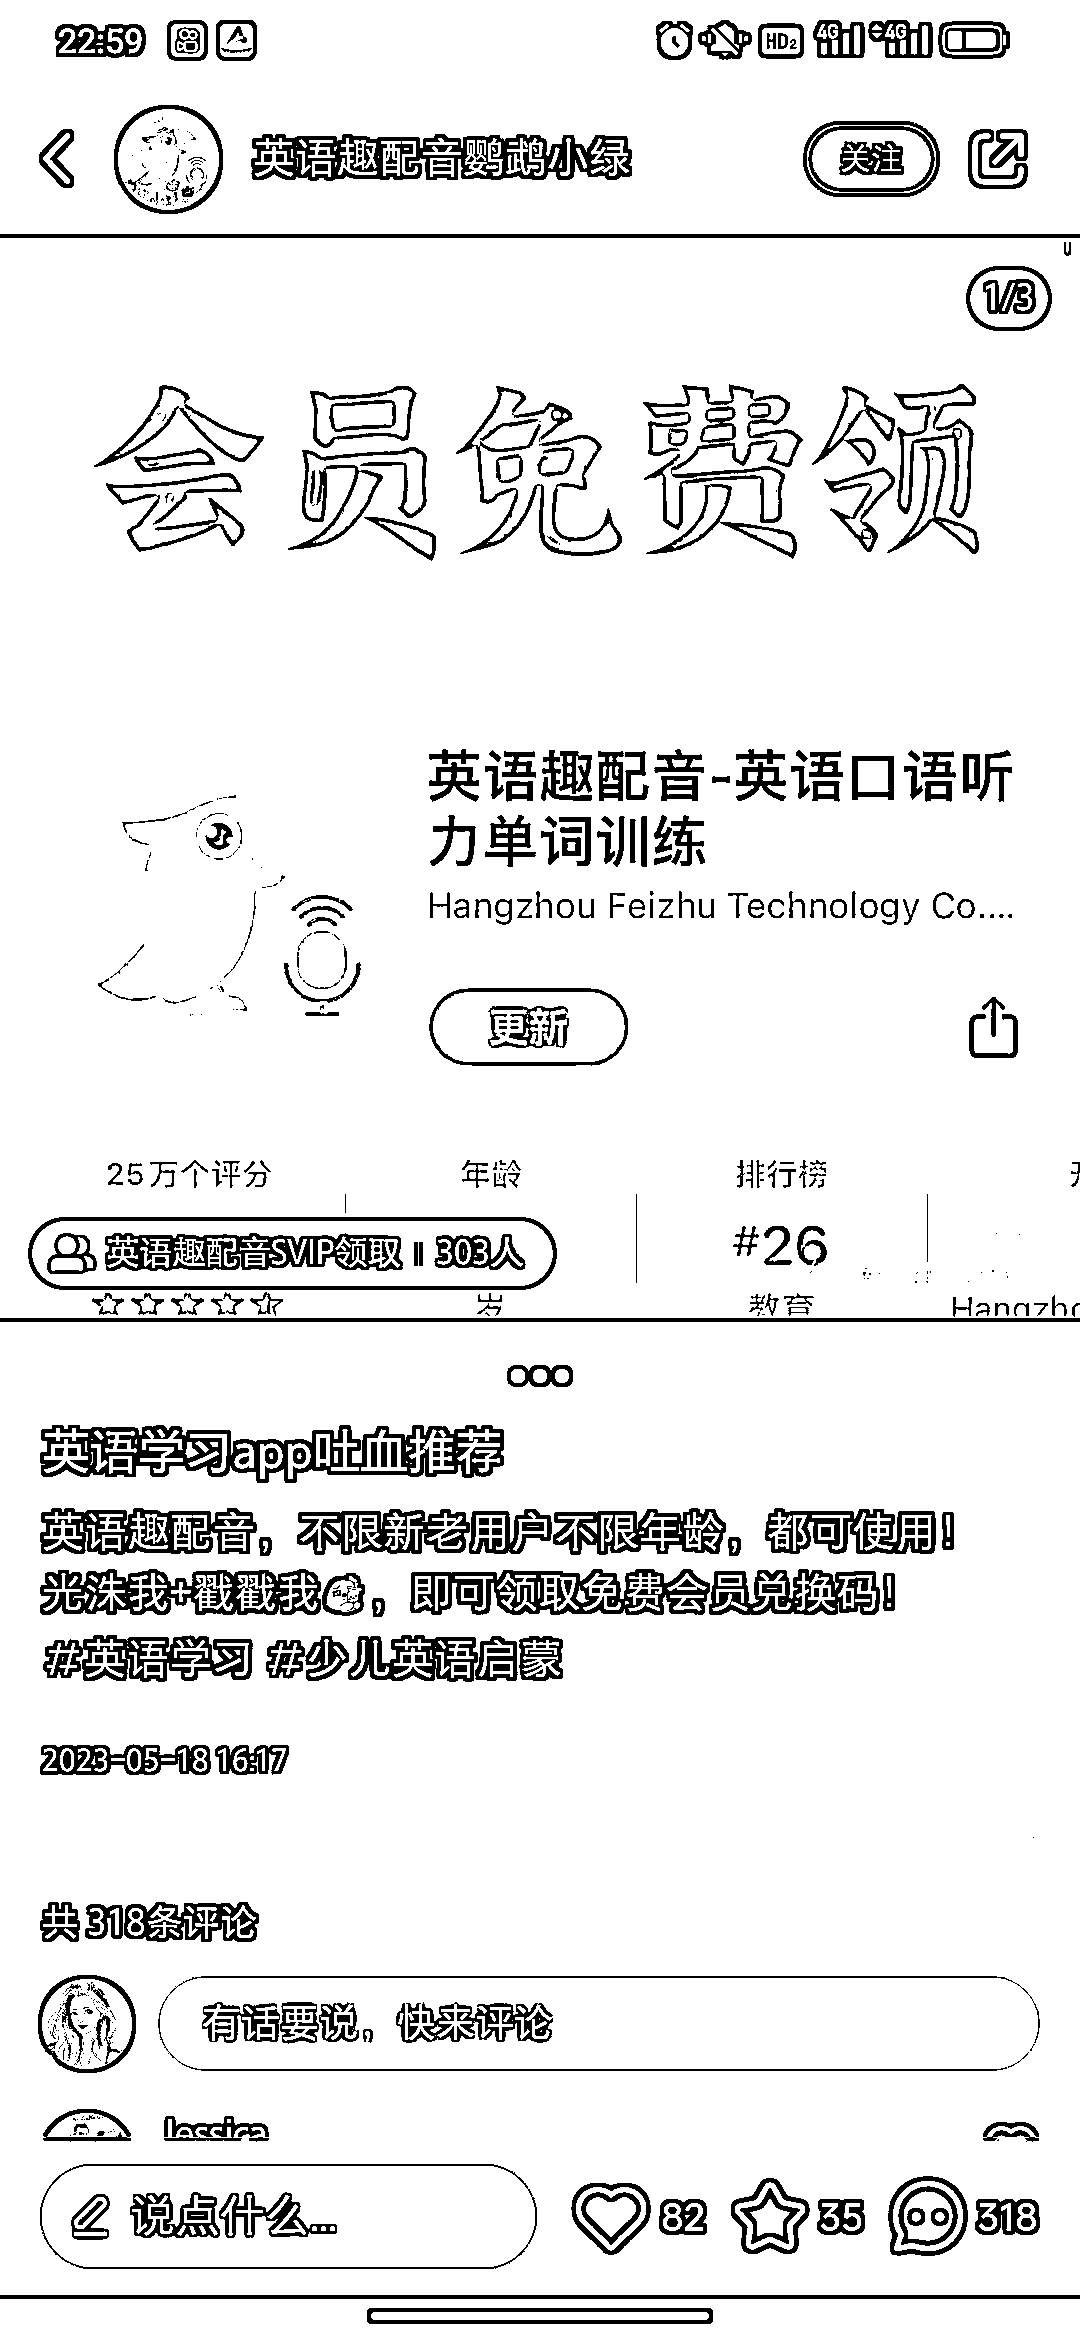 22:59
HD2 4G 4G
英语趣配音鹦鹉小绿
关注
1/3
会员免费领
英语趣配音-英语口语听
力单词训练
Hangzhou Feizhu Technology Co....
更新
25万个评分 年龄 排行榜
#26
英语趣配音SVIP领取 303人
岁 教育 Hangzho
英语学习app吐血推荐
英语趣配音，不限新老用户不限年龄，都可使用！
光洙我+戳戳我，即可领取免费会员兑换码！
#英语学习 #少儿英语启蒙
2023-05-18 16:17
共 318条评论
有话要说，快来评论
Jessica
说点什么...
82 35 318